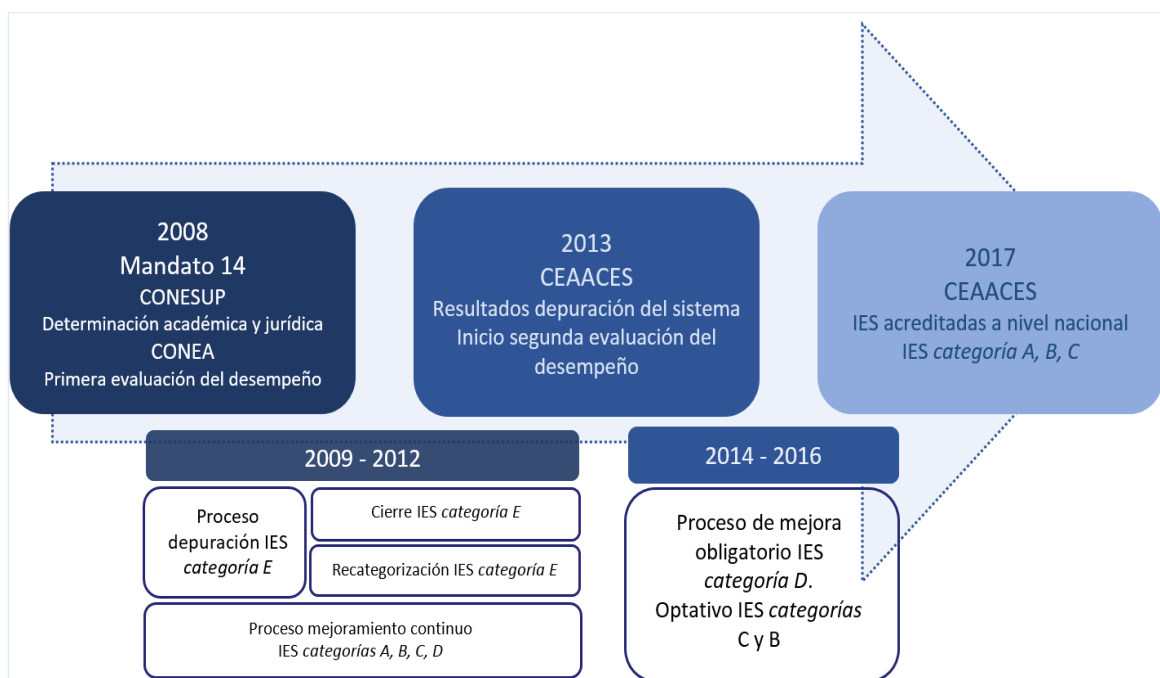 2008
Mandato 14
CONESUP
Determinación académica y jurídica
CONEA
Primera evaluación del desempeño
2013
CEAACES
Resultados depuración del sistema
Inicio segunda evaluación del
desempeño
2017
CEAACES
IES acreditadas a nivel nacional
IES categoría A, B, C
2009 - 2012
Proceso
depuración IES
categoría E
Cierre IES categoría E
Recategorización IES categoría E
Proceso mejoramiento continuo
IES categorías A, B, C, D
2014 - 2016
Proceso de mejora
obligatorio IES
categoría D.
Optativo IES categorías
C y B